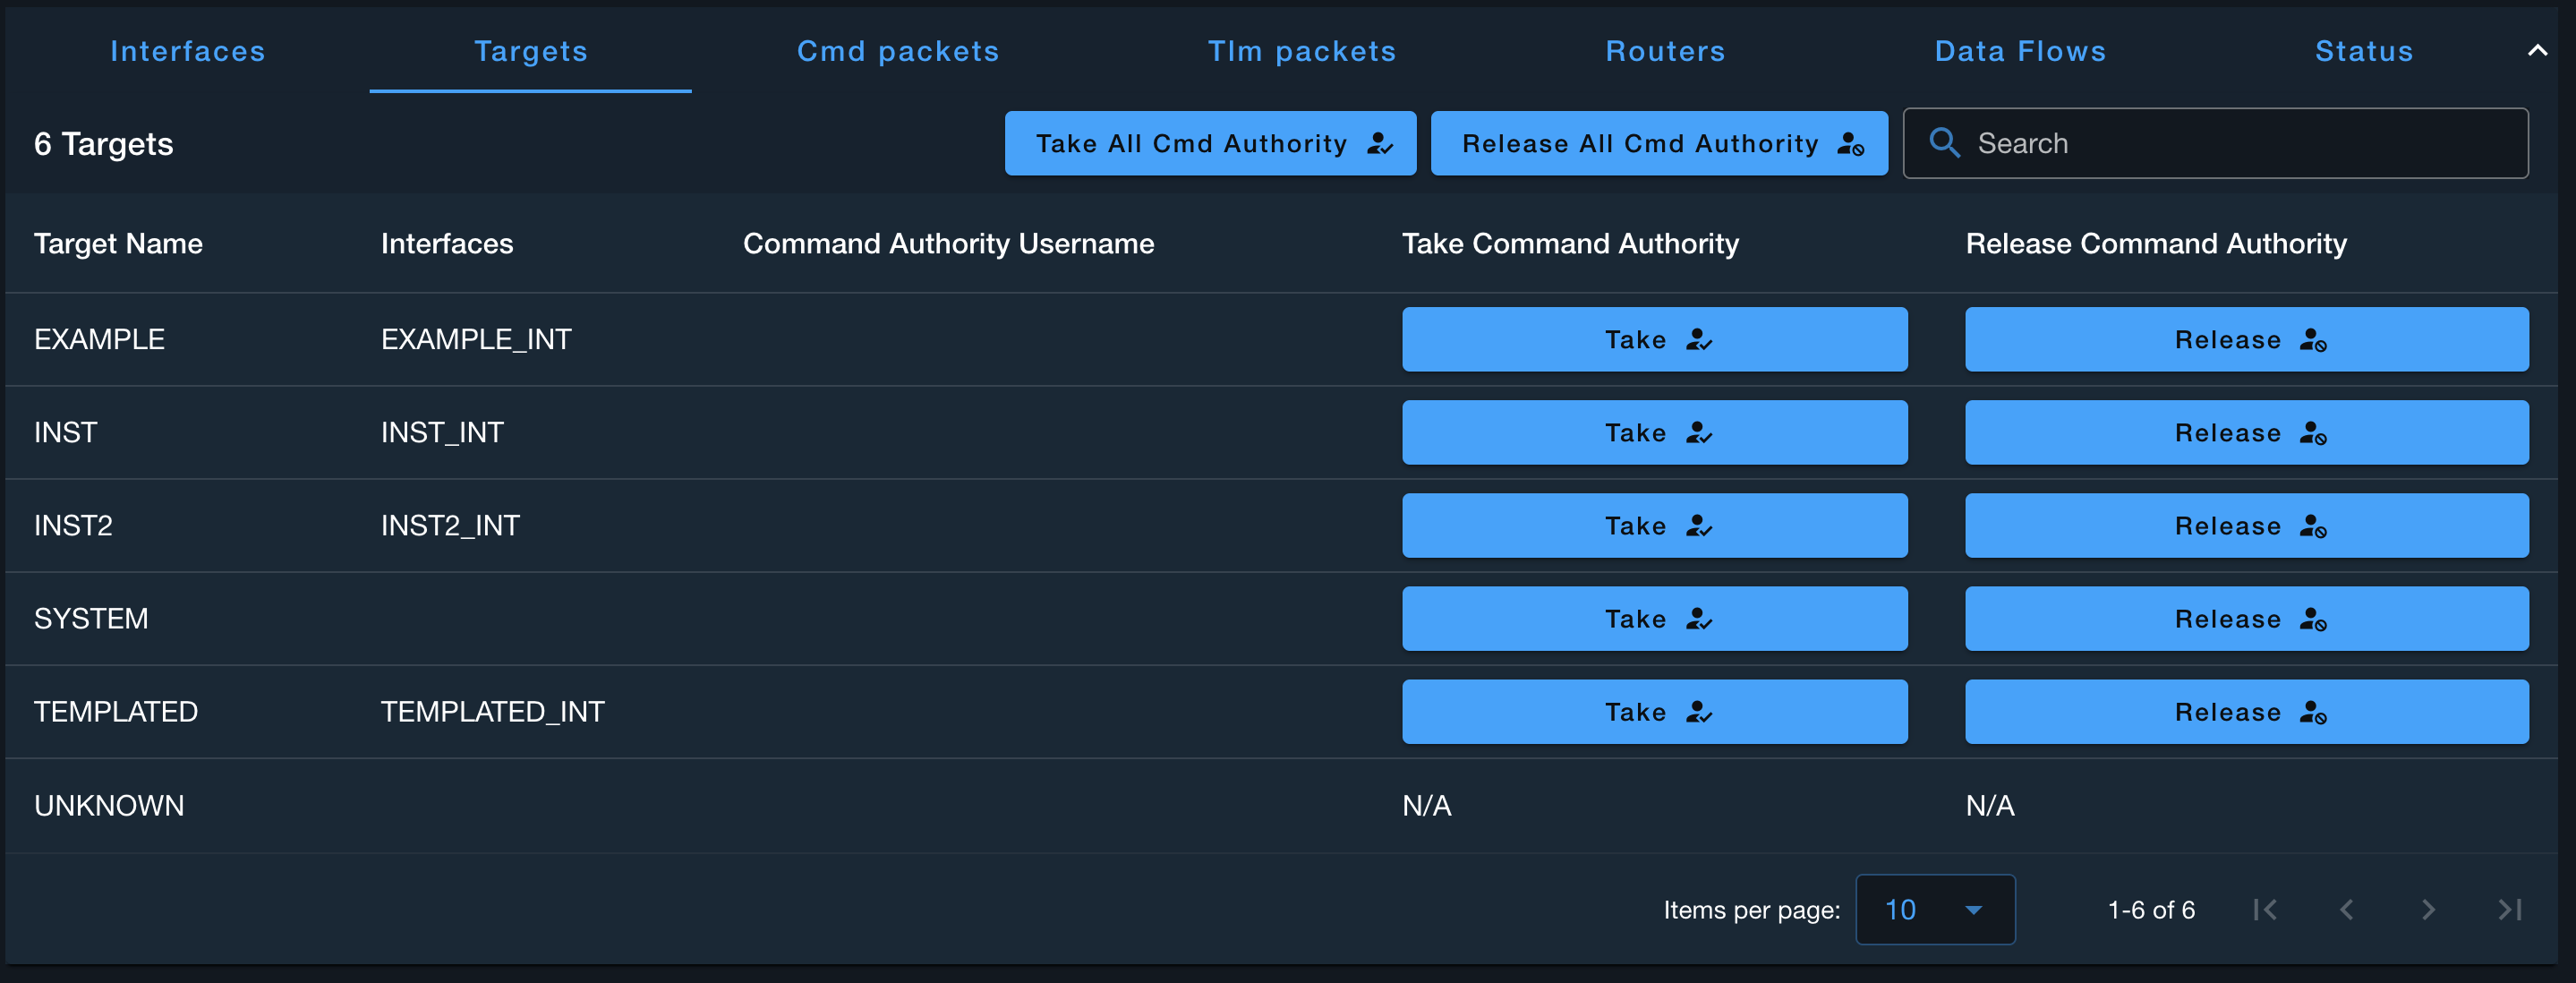 Interfaces Targets Cmd packets Tlm packets Routers Data Flows Status
6 Targets Take All Cmd Authority Release All Cmd Authority Search
Target Name Interfaces Command Authority Username Take Command Authority Release Command Authority
EXAMPLE EXAMPLE_INT Take Release
INST INST_INT Take Release
INST2 INST2_INT Take Release
SYSTEM Take Release
TEMPLATED TEMPLATED_INT Take Release
UNKNOWN N/A N/A
Items per page: 10 1-6 of 6